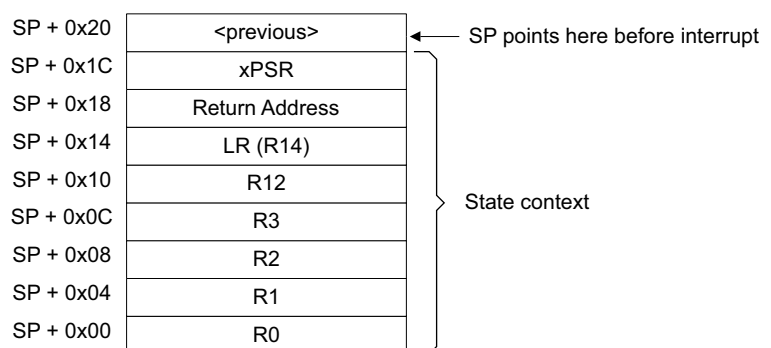 SP + 0x20 <previous> SP points here before interrupt
SP + 0x1C xPSR
SP + 0x18 Return Address
SP + 0x14 LR (R14)
SP + 0x10 R12
SP + 0x0C R3
State context
SP + 0x08 R2
SP + 0x04 R1
SP + 0x00 R0